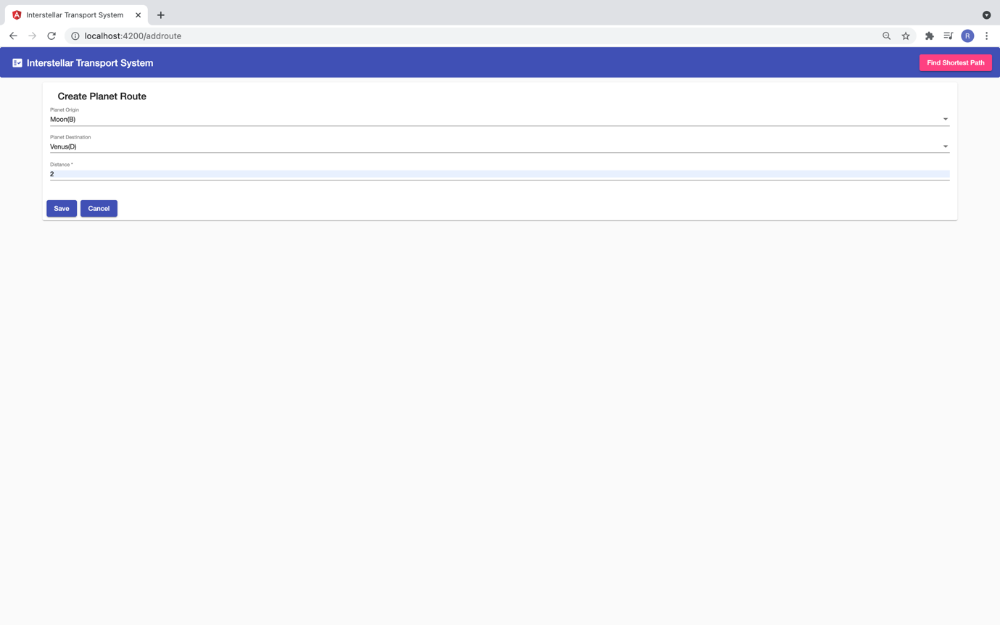 Interstellar Transport System
localhost:4200/addroute
R
Interstellar Transport System
Find Shortest Path
Create Planet Route
Planet Origin
Moon(B)
Planet Destination
Venus(D)
Distance *
2
Save Cancel